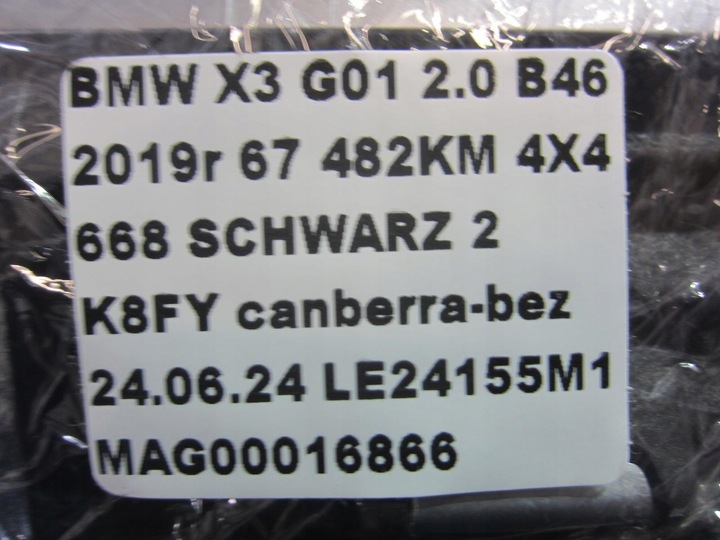 BMW X3 G01 2.0 B46
2019r 67 482KM 4X4
668 SCHWARZ 2
K8FY canberra-bez
24.06.24 LE24155M1
MAG00016866